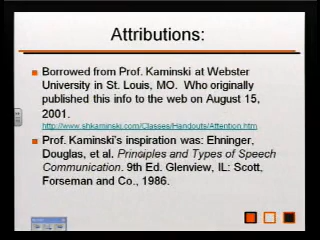 Attributions:
Borrowed from Prof. Kaminski at Webster
University in St. Louis, MO. Who originally
published this info to the web on August 15,
2001.
http://www.shkaminski.com/Classes/Handouts/Attention.htm
Prof. Kaminski's inspiration was: Ehninger,
Douglas, et al. Principles and Types of Speech
Communication. 9th Ed. Glenview, IL: Scott,
Forseman and Co., 1986.